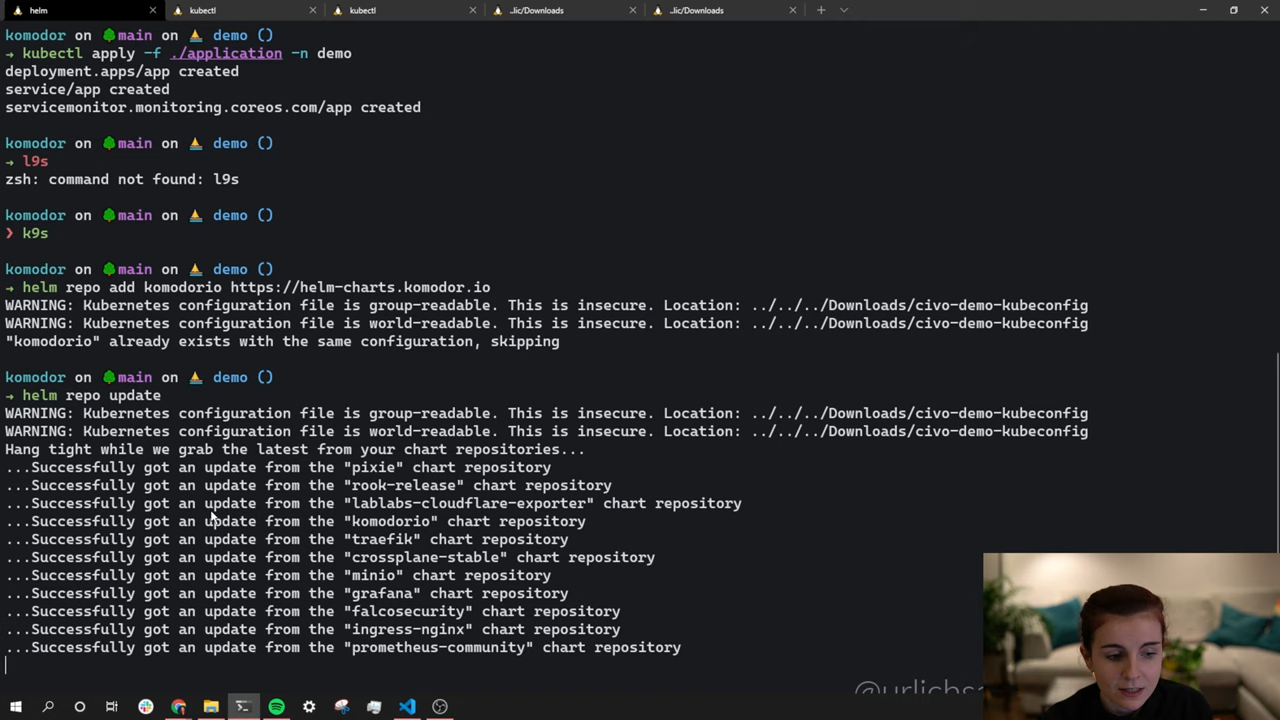 helm
kubectl
kubectl
..lic/Downloads
..lic/Downloads
komodor on main on demo ()
→ kubectl apply -f ./application -n demo
deployment.apps/app created
service/app created
servicemonitor.monitoring.coreos.com/app created
komodor on main on demo ()
→ l9s
zsh: command not found: l9s
komodor on main on demo ()
❯ k9s
komodor on main on demo ()
→ helm repo add komodorio https://helm-charts.komodor.io
WARNING: Kubernetes configuration file is group-readable. This is insecure. Location: ../../../Downloads/civo-demo-kubeconfig
WARNING: Kubernetes configuration file is world-readable. This is insecure. Location: ../../../Downloads/civo-demo-kubeconfig
"komodorio" already exists with the same configuration, skipping
komodor on main on demo ()
→ helm repo update
WARNING: Kubernetes configuration file is group-readable. This is insecure. Location: ../../../Downloads/civo-demo-kubeconfig
WARNING: Kubernetes configuration file is world-readable. This is insecure. Location: ../../../Downloads/civo-demo-kubeconfig
Hang tight while we grab the latest from your chart repositories...
...Successfully got an update from the "pixie" chart repository
...Successfully got an update from the "rook-release" chart repository
...Successfully got an update from the "lablabs-cloudflare-exporter" chart repository
...Successfully got an update from the "komodorio" chart repository
...Successfully got an update from the "traefik" chart repository
...Successfully got an update from the "crossplane-stable" chart repository
...Successfully got an update from the "minio" chart repository
...Successfully got an update from the "grafana" chart repository
...Successfully got an update from the "falcosecurity" chart repository
...Successfully got an update from the "ingress-nginx" chart repository
...Successfully got an update from the "prometheus-community" chart repository